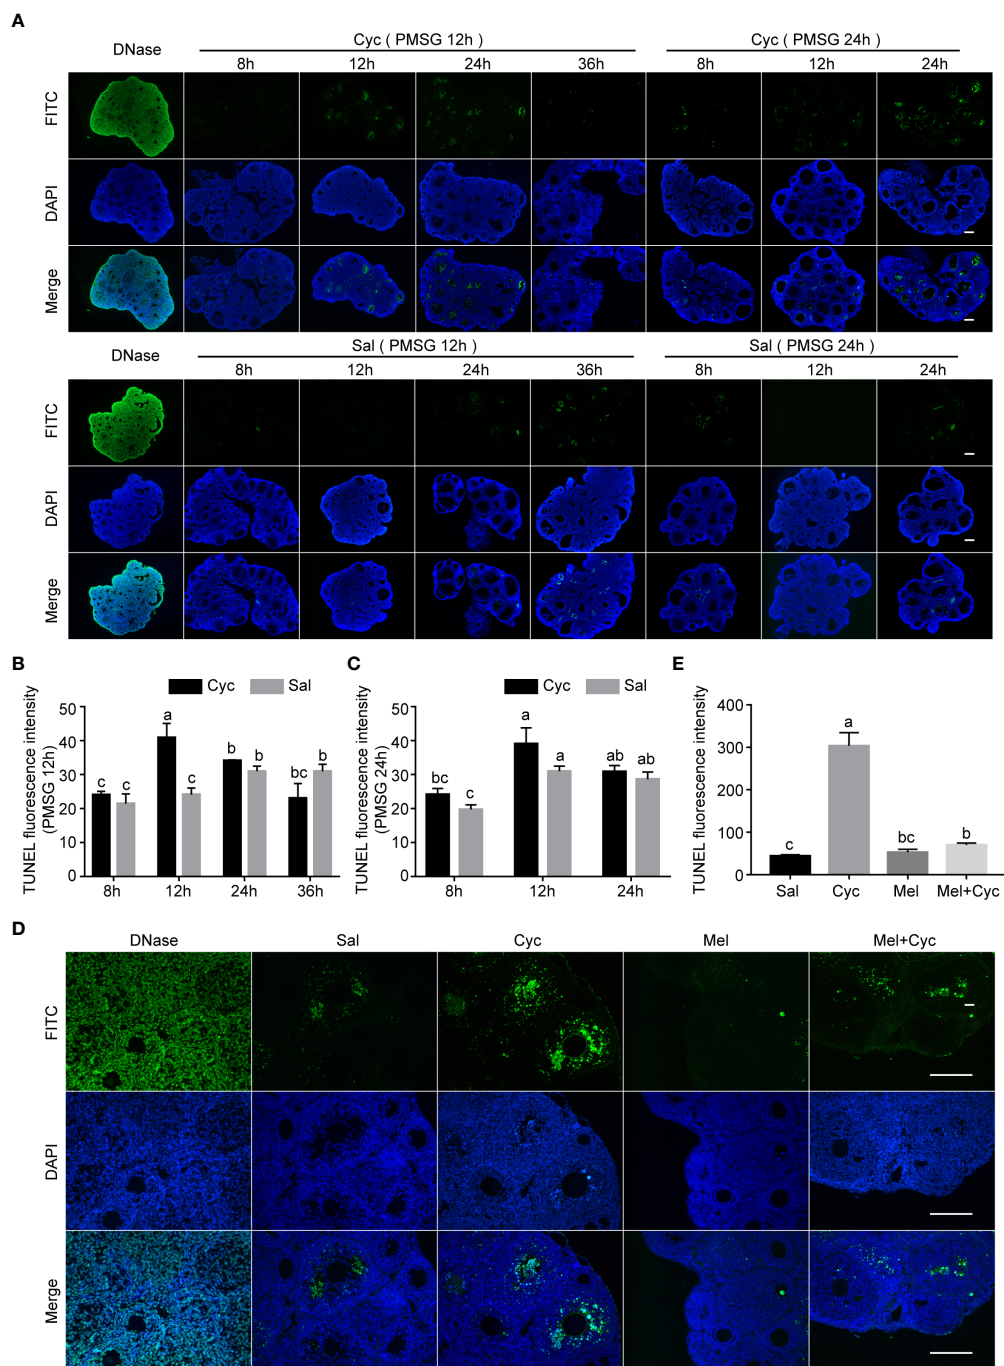 A
DNase
Cyc ( PMSG 12h )
Cyc ( PMSG 24h )
8h 12h 24h 36h 8h 12h 24h
FITC
DAPI
Merge
DNase
Sal ( PMSG 12h )
Sal ( PMSG 24h )
8h 12h 24h 36h 8h 12h 24h
FITC
DAPI
Merge
B
Cyc Sal
TUNEL fluorescence intensity
(PMSG 12h)
50
40
30
20
10
0
c c a c b b bc b
8h 12h 24h 36h
C
Cyc Sal
TUNEL fluorescence intensity
(PMSG 24h)
50
40
30
20
10
0
bc c a a ab ab
8h 12h 24h
E
TUNEL fluorescence intensity
400
300
200
100
0
c a bc b
Sal Cyc Mel Mel+Cyc
D
DNase Sal Cyc Mel Mel+Cyc
FITC
DAPI
Merge